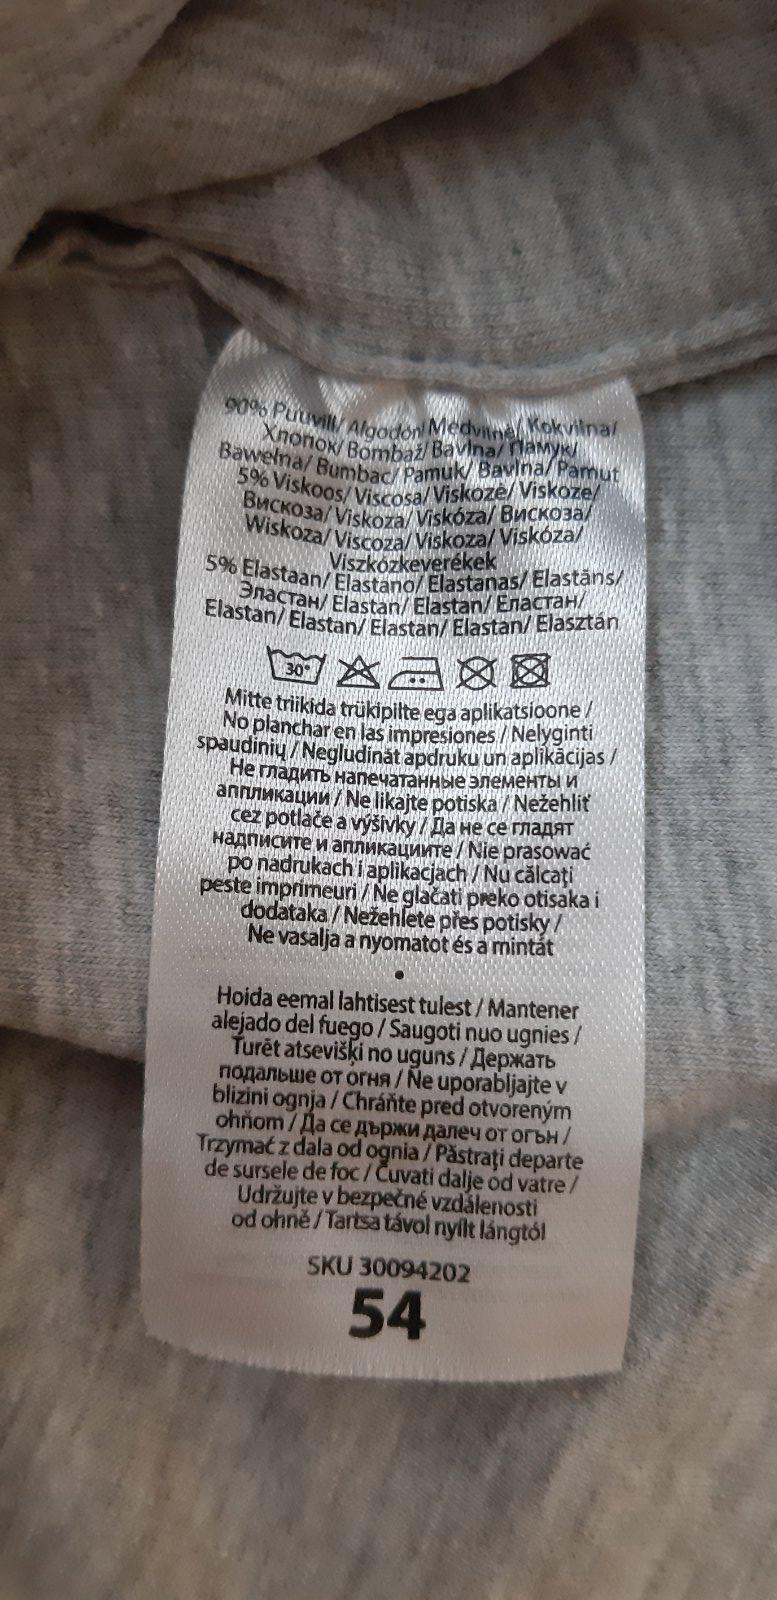 90% Puuvill/ Algodón/ Medvilnė/ Kokvilna/
Хлопок/ Bombaž/ Bavlna/ Памук/
Bawełna/ Bumbac/ Pamuk/ Bavlna/ Pamut
5% Viskoos/ Viscosa/ Viskozė/ Viskoze/
Вискоза/ Viskoza/ Viskóza/ Вискоза/
Wiskoza/ Viscoza/ Viskoza/ Viskóza/
Viszkózkeverékek
5% Elastaan/ Elastano/ Elastanas/ Elastāns/
Эластан/ Elastan/ Elastan/ Еластан/
Elastan/ Elastan/ Elastan/ Elastan/ Elasztán
30°
Mitte triikida trükipilte ega aplikatsioone /
No planchar en las impresiones / Nelyginti
spaudinių / Negludināt apdruku un aplikācijas /
Не гладить напечатанные элементы и
аппликации / Ne likajte potiska / Nežehliť
cez potlače a výšivky / Да не се гладят
надписите и апликациите / Nie prasować
po nadrukach i aplikacjach / Nu călcați
peste imprimeuri / Ne glačati preko otisaka i
dodataka / Nežehlete přes potisky /
Ne vasalja a nyomatot és a mintát
•
Hoida eemal lahtisest tulest / Mantener
alejado del fuego / Saugoti nuo ugnies /
Turēt atsevišķi no uguns / Держать
подальше от огня / Ne uporabljajte v
blizini ognja / Chráňte pred otvoreným
ohňom / Да се държи далеч от огън /
Trzymać z dala od ognia / Păstrați departe
de sursele de foc / Čuvati dalje od vatre /
Udržujte v bezpečné vzdálenosti
od ohně / Tartsa távol nyílt lángtól
SKU 30094202
54